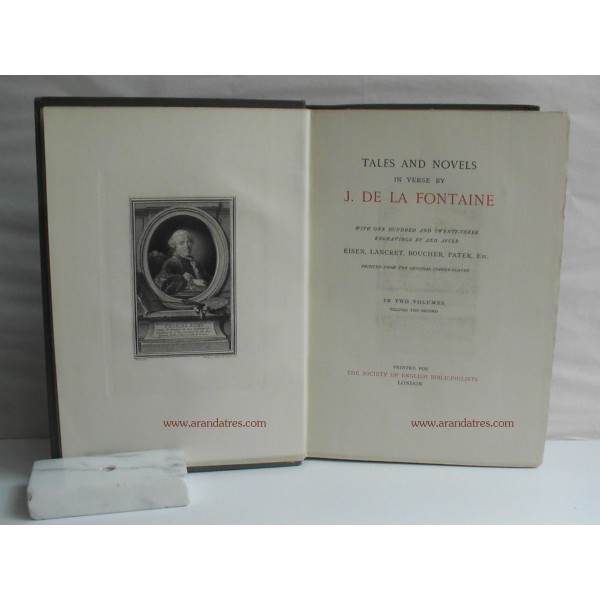 CHARLES EISEN
www.arandatres.com
TALES AND NOVELS
IN VERSE BY
J. DE LA FONTAINE
WITH ONE HUNDRED AND TWENTY-THREE
ENGRAVINGS BY AND AFTER
EISEN, LANCRET, BOUCHER, PATER, ETC.
PRINTED FROM THE ORIGINAL COPPER-PLATES
IN TWO VOLUMES.
VOLUME THE SECOND
PRINTED FOR
THE SOCIETY OF ENGLISH BIBLIOPHILISTS
LONDON
www.arandatres.com